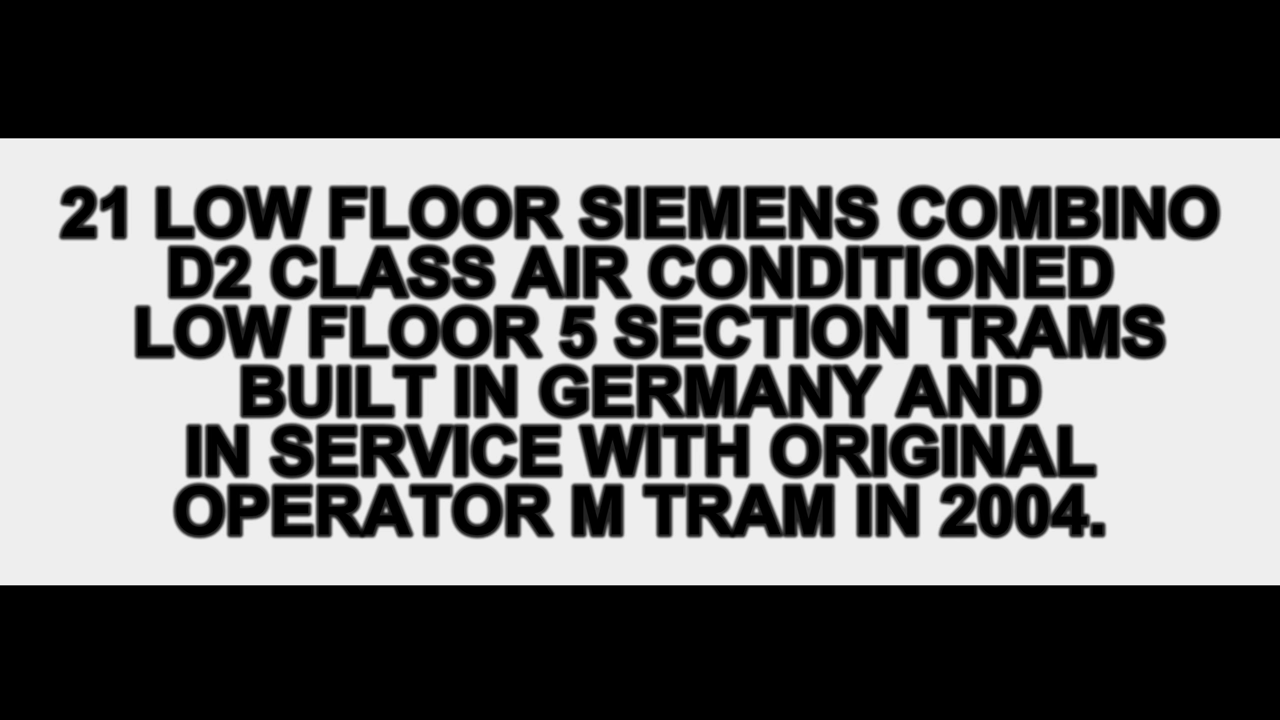 21 LOW FLOOR SIEMENS COMBINO
D2 CLASS AIR CONDITIONED
LOW FLOOR 5 SECTION TRAMS
BUILT IN GERMANY AND
IN SERVICE WITH ORIGINAL
OPERATOR M TRAM IN 2004.